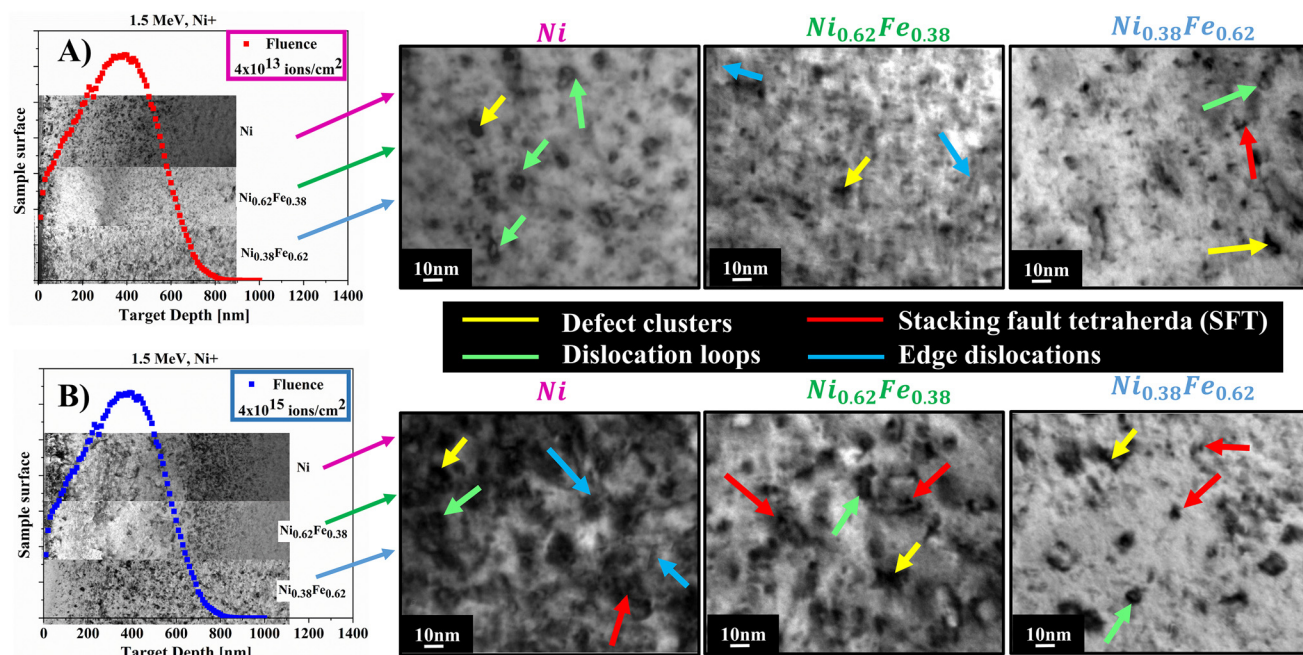 1.5 MeV, Ni+
A)
Fluence
4x10^13 ions/cm^2
Sample surface
Ni
Ni0.62Fe0.38
Ni0.38Fe0.62
0 200 400 600 800 1000 1200 1400
Target Depth [nm]
Ni
Ni0.62Fe0.38
Ni0.38Fe0.62
10nm
10nm
10nm
Defect clusters
Stacking fault tetraherda (SFT)
Dislocation loops
Edge dislocations
1.5 MeV, Ni+
B)
Fluence
4x10^15 ions/cm^2
Sample surface
Ni
Ni0.62Fe0.38
Ni0.38Fe0.62
0 200 400 600 800 1000 1200 1400
Target Depth [nm]
Ni
Ni0.62Fe0.38
Ni0.38Fe0.62
10nm
10nm
10nm